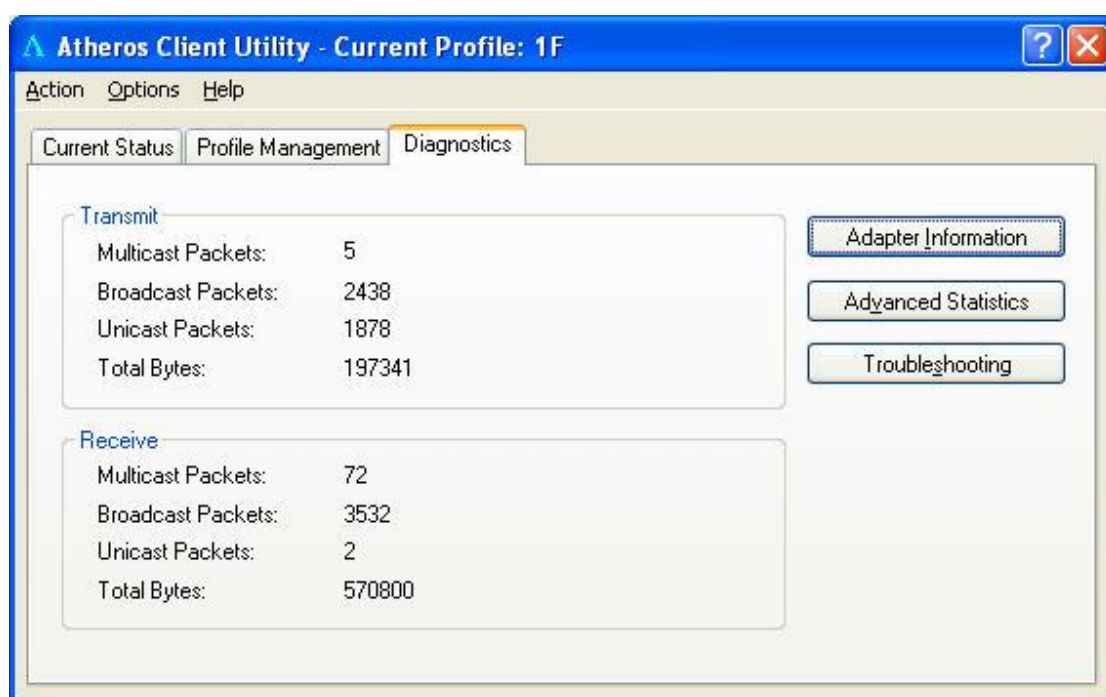 Atheros Client Utility - Current Profile: 1F
Action Options Help
Current Status Profile Management Diagnostics
Transmit
Multicast Packets: 5
Broadcast Packets: 2438
Unicast Packets: 1878
Total Bytes: 197341
Adapter Information
Advanced Statistics
Troubleshooting
Receive
Multicast Packets: 72
Broadcast Packets: 3532
Unicast Packets: 2
Total Bytes: 570800